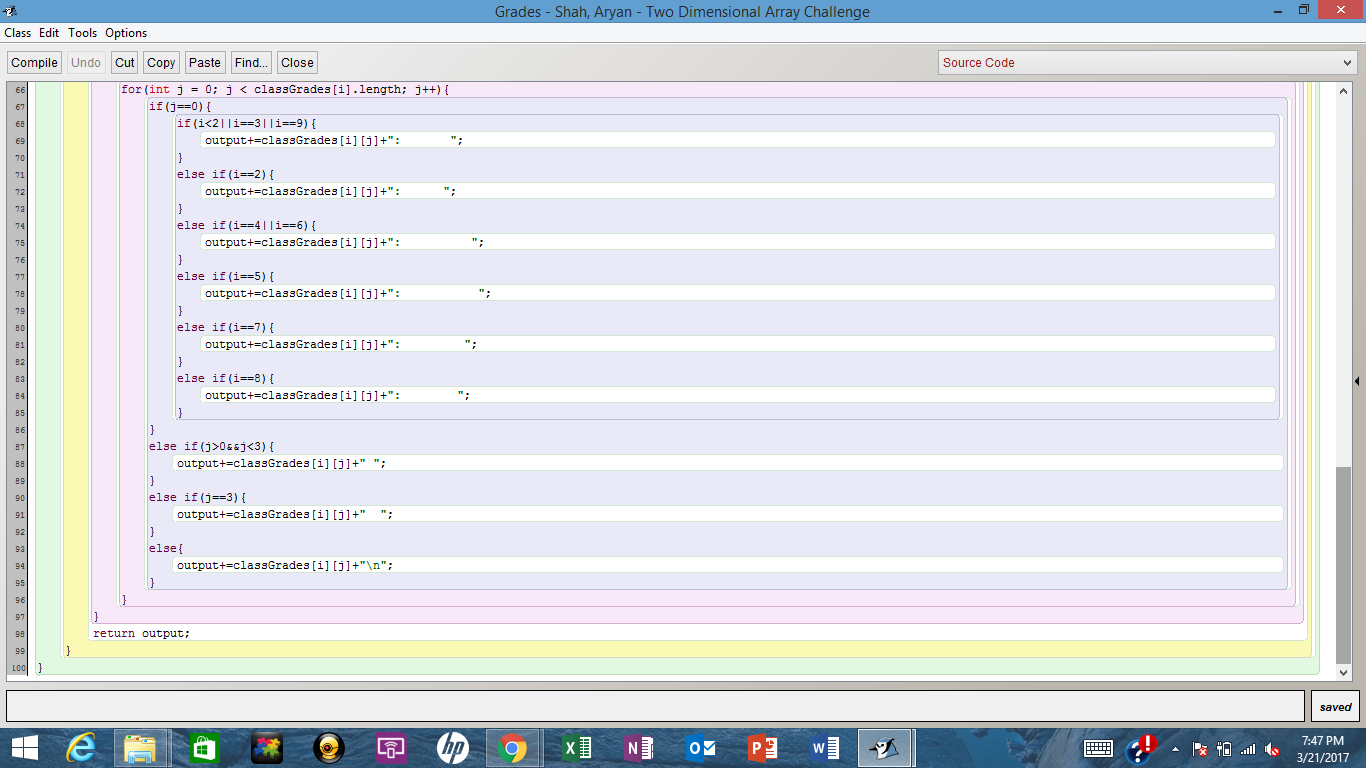 Grades - Shah, Aryan - Two Dimensional Array Challenge
Class Edit Tools Options
Compile Undo Cut Copy Paste Find... Close Source Code
66 for(int j = 0; j < classGrades[i].length; j++){
67 if(j==0){
68 if(i<2||i==3||i==9){
69 output+=classGrades[i][j]+":       ";
70 }
71 else if(i==2){
72 output+=classGrades[i][j]+":      ";
73 }
74 else if(i==4||i==6){
75 output+=classGrades[i][j]+":          ";
76 }
77 else if(i==5){
78 output+=classGrades[i][j]+":           ";
79 }
80 else if(i==7){
81 output+=classGrades[i][j]+":         ";
82 }
83 else if(i==8){
84 output+=classGrades[i][j]+":        ";
85 }
86 }
87 else if(j>0&&j<3){
88 output+=classGrades[i][j]+" ";
89 }
90 else if(j==3){
91 output+=classGrades[i][j]+"  ";
92 }
93 else{
94 output+=classGrades[i][j]+"\n";
95 }
96 }
97 }
98 return output;
99 }
100 }
saved
7:47 PM
3/21/2017